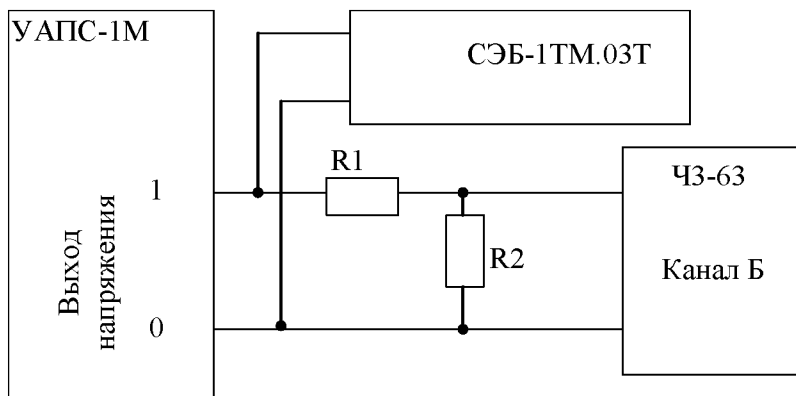 УАПС-1М
СЭБ-1ТМ.03Т
R1
Ч3-63
1
Выход
напряжения
R2
Канал Б
0